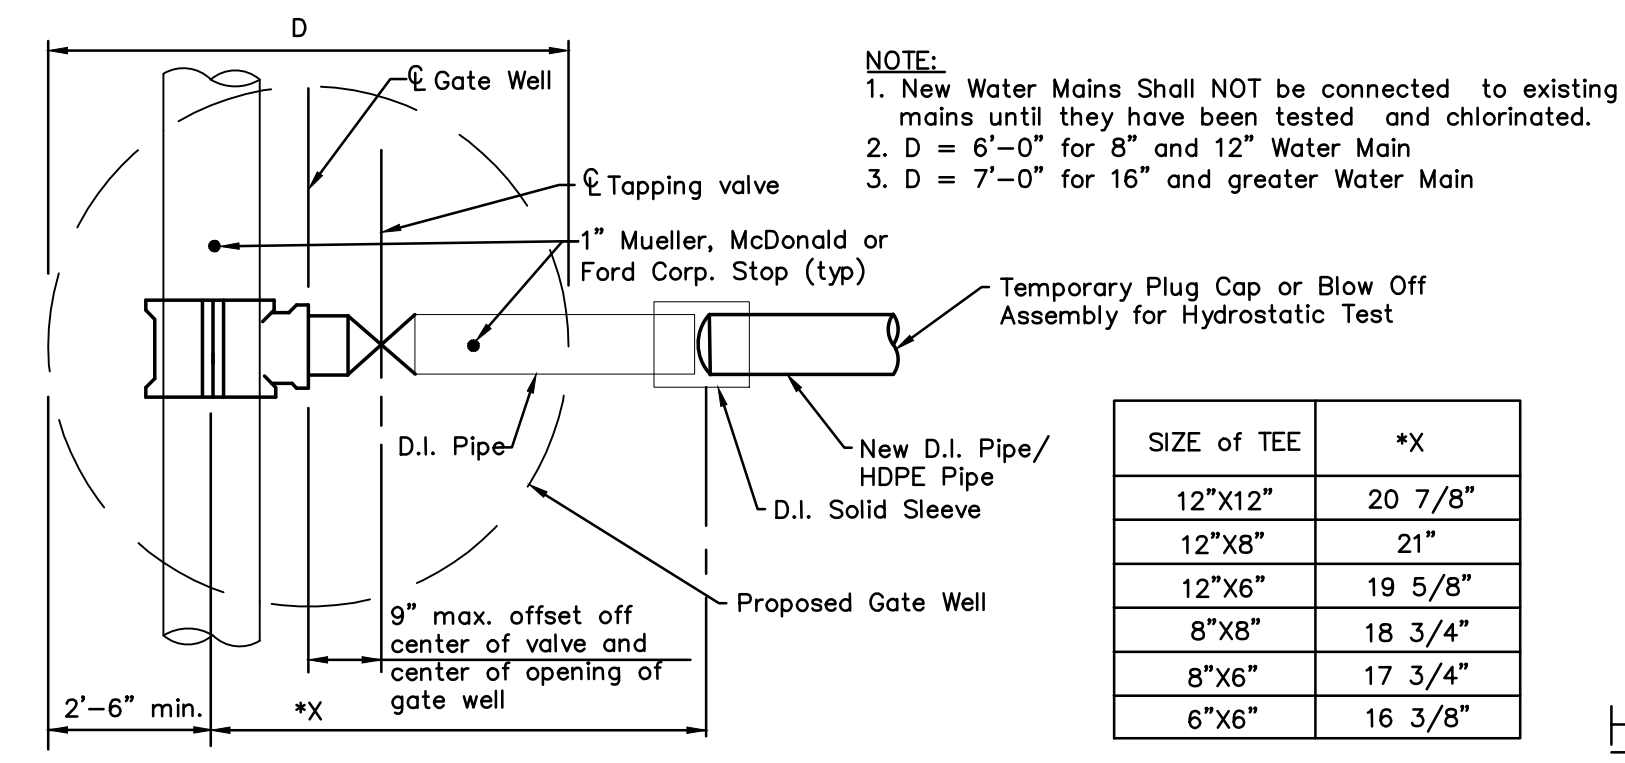 D
℄ Gate Well
NOTE:
1. New Water Mains Shall NOT be connected to existing
mains until they have been tested and chlorinated.
2. D = 6'-0" for 8" and 12" Water Main
3. D = 7'-0" for 16" and greater Water Main
℄ Tapping valve
1" Mueller, McDonald or
Ford Corp. Stop (typ)
Temporary Plug Cap or Blow Off
Assembly for Hydrostatic Test
D.I. Pipe
New D.I. Pipe/
HDPE Pipe
D.I. Solid Sleeve
Proposed Gate Well
9" max. offset off
center of valve and
center of opening of
gate well
2'-6" min.
*X
SIZE of TEE *X
12"X12" 20 7/8"
12"X8" 21"
12"X6" 19 5/8"
8"X8" 18 3/4"
8"X6" 17 3/4"
6"X6" 16 3/8"